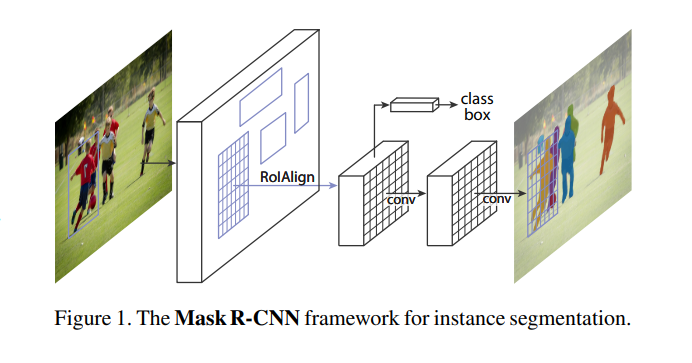 class
box
RoIAlign
conv
conv
Figure 1. The Mask R-CNN framework for instance segmentation.